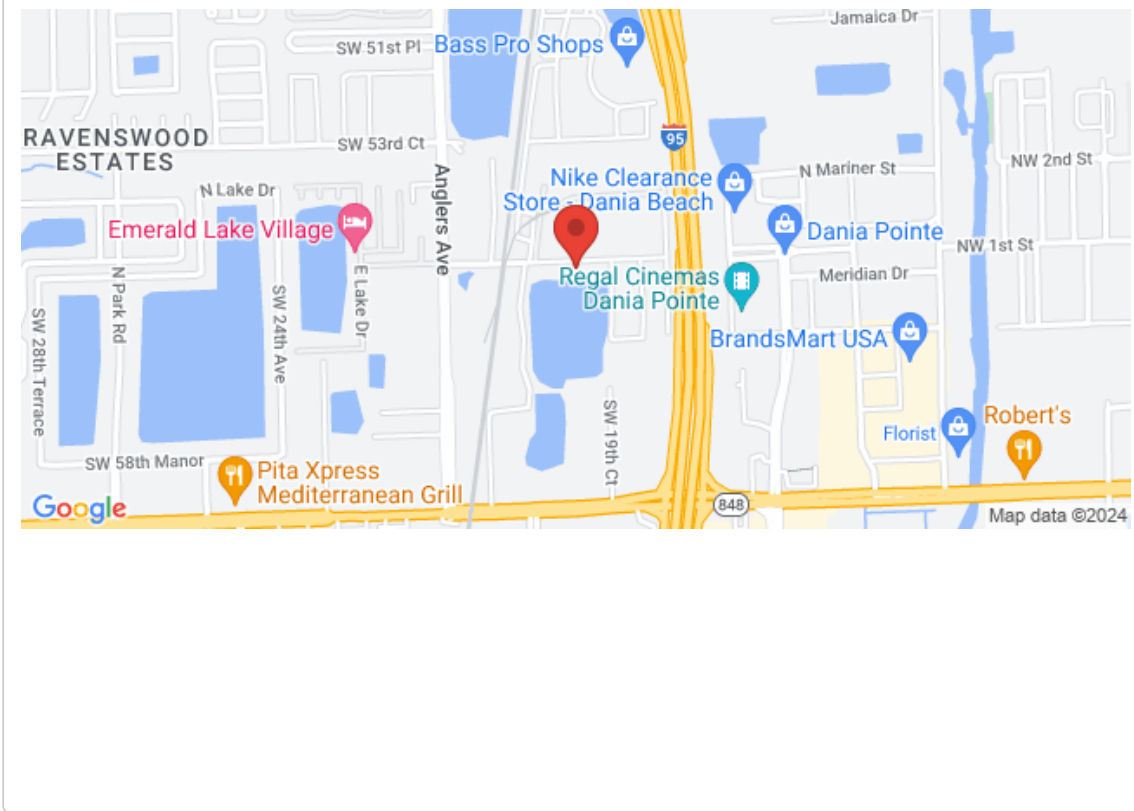 Jamaica Dr
SW 51st Pl
Bass Pro Shops
RAVENSWOOD
ESTATES
SW 53rd Ct
95
Anglers Ave
N Lake Dr
Nike Clearance
Store - Dania Beach
N Mariner St
NW 2nd St
Emerald Lake Village
Dania Pointe
NW 1st St
E Lake Dr
N Park Rd
SW 24th Ave
SW 28th Terrace
Regal Cinemas
Dania Pointe
Meridian Dr
BrandsMart USA
SW 19th Ct
Robert's
Florist
SW 58th Manor
Pita Xpress
Mediterranean Grill
848
Google
Map data ©2024